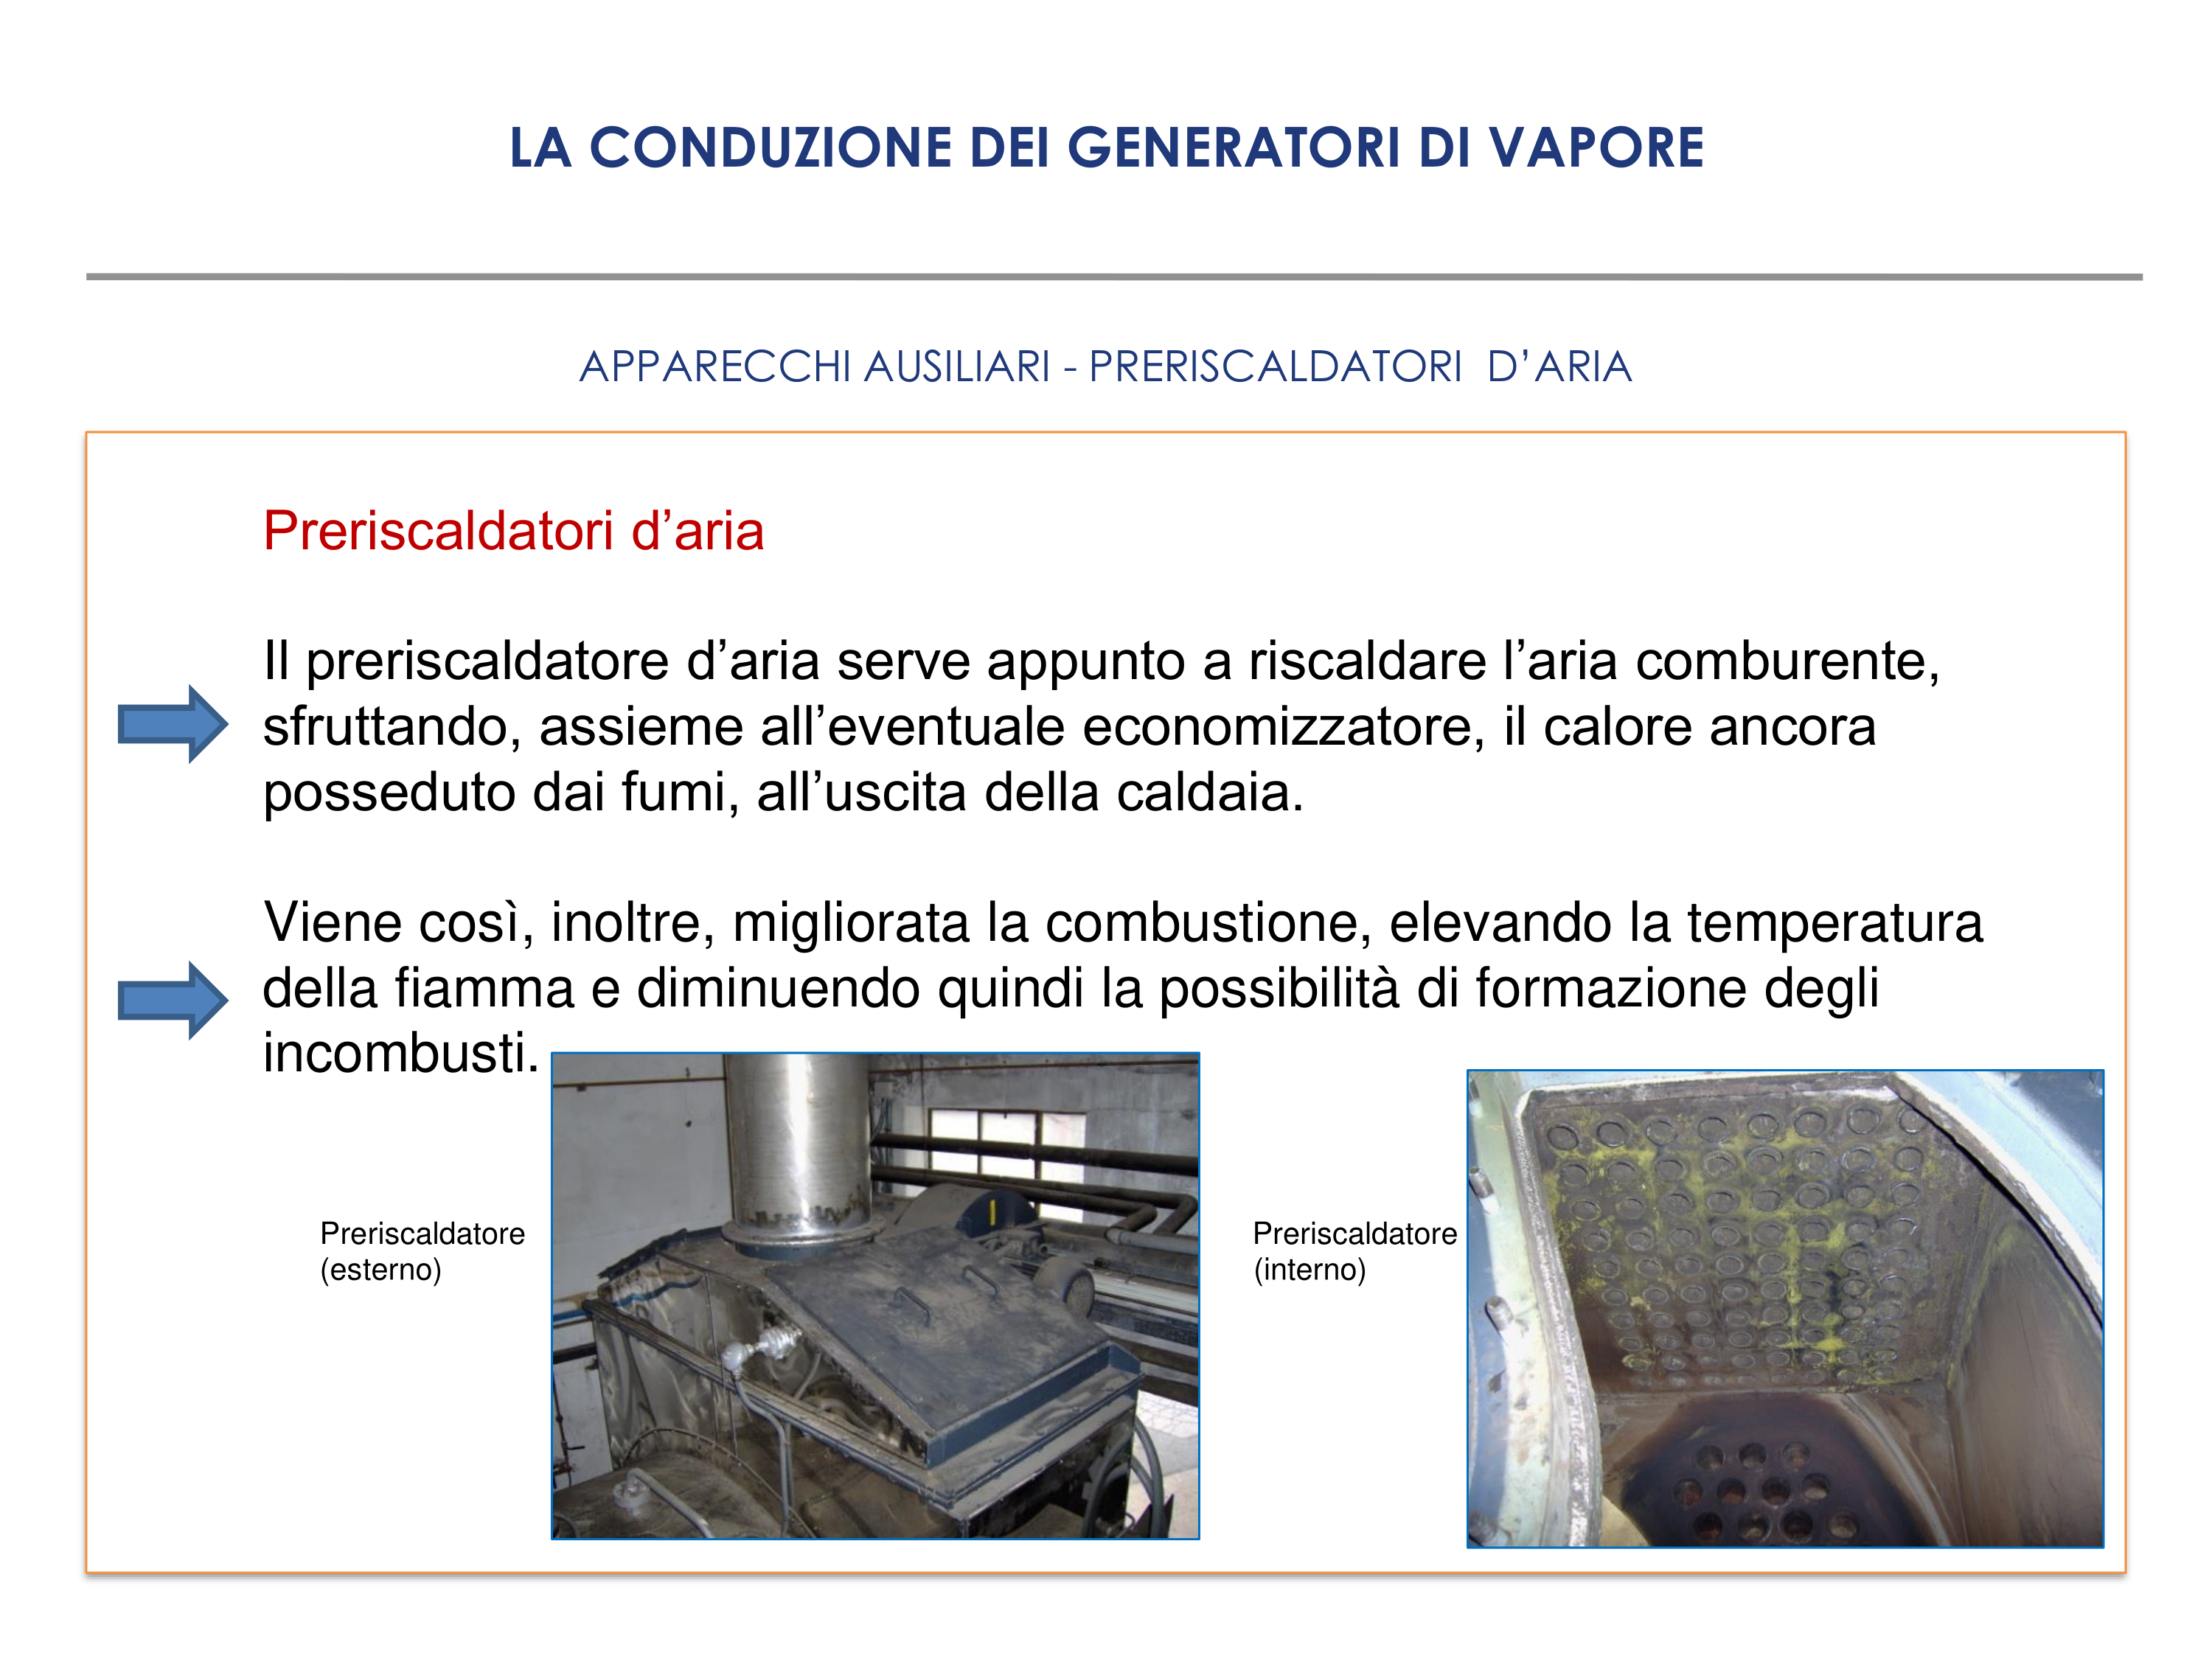 LA CONDUZIONE DEI GENERATORI DI VAPORE
APPARECCHI AUSILIARI - PRERISCALDATORI D’ARIA
Preriscaldatori d’aria
Il preriscaldatore d’aria serve appunto a riscaldare l’aria comburente,
sfruttando, assieme all’eventuale economizzatore, il calore ancora
posseduto dai fumi, all’uscita della caldaia.
Viene così, inoltre, migliorata la combustione, elevando la temperatura
della fiamma e diminuendo quindi la possibilità di formazione degli
incombusti.
Preriscaldatore
(esterno)
Preriscaldatore
(interno)